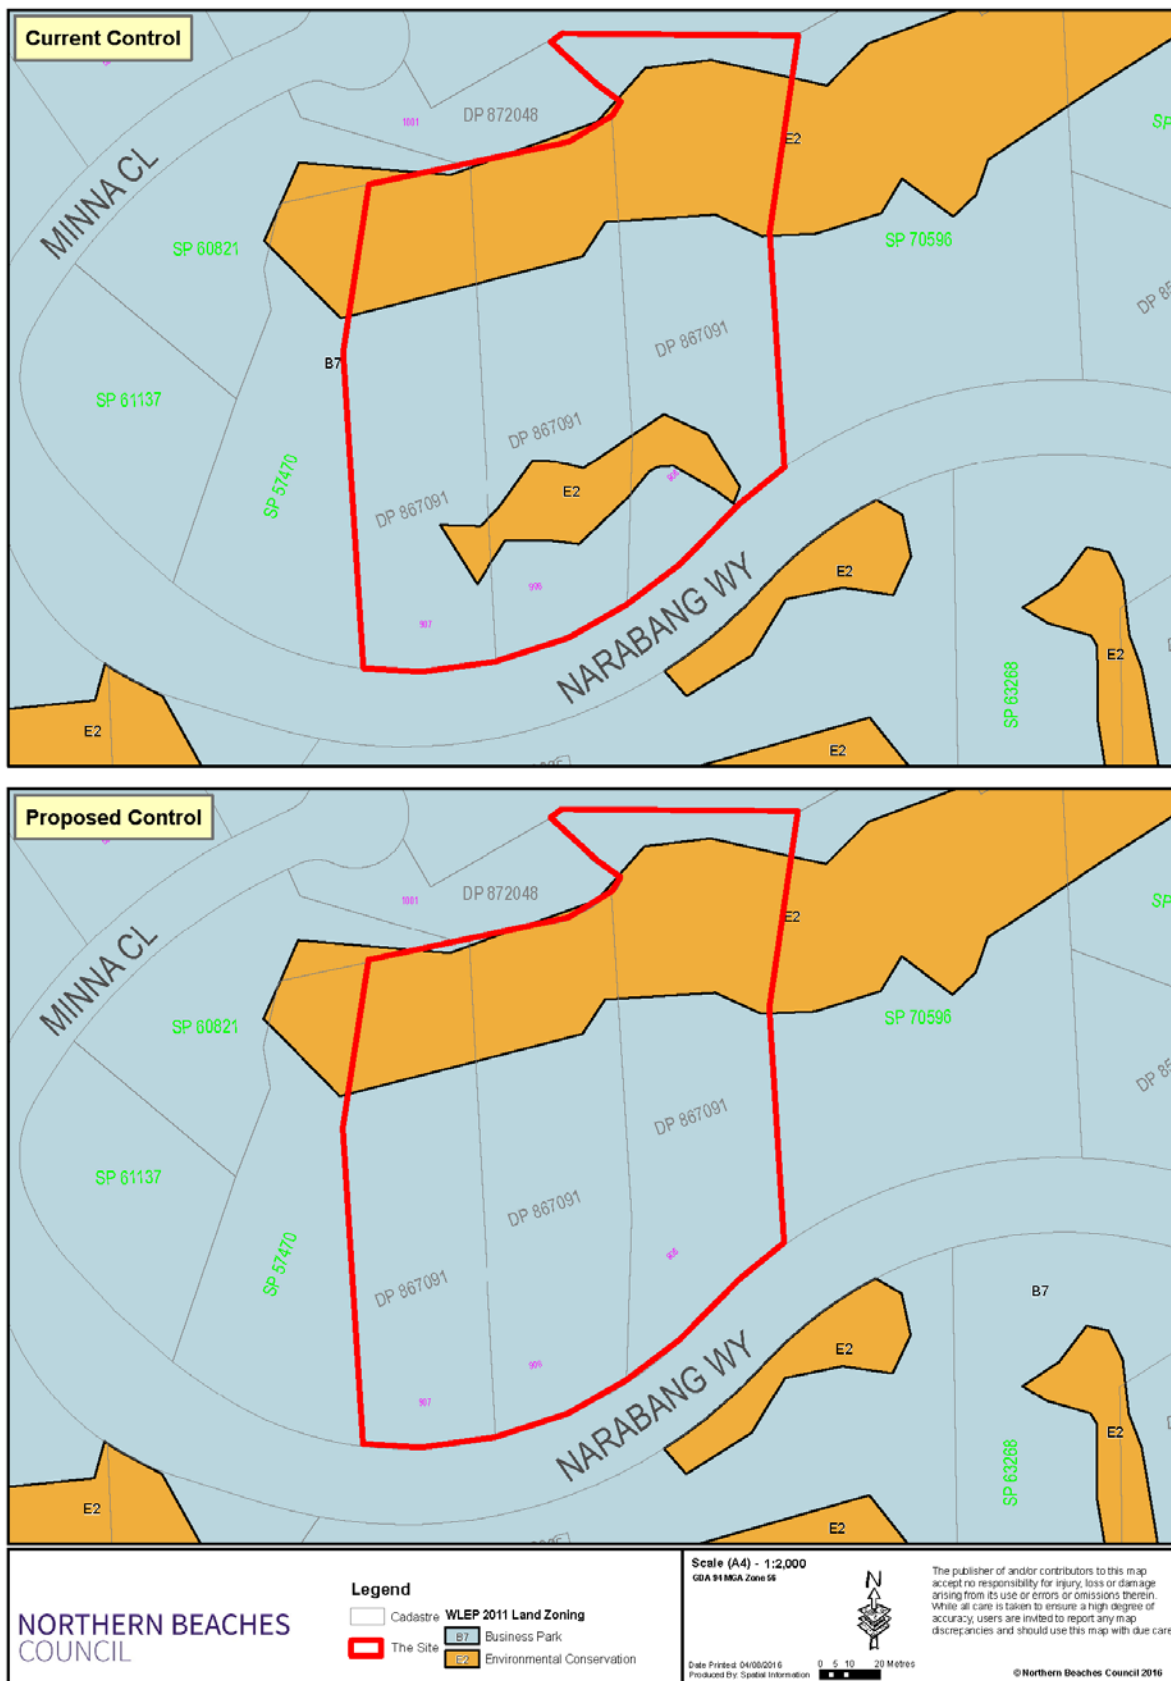 Current Control
DP 872048
1001
E2
MINNA CL
SP 60821
SP 70596
DP 867091
B7
SP 61137
DP 867091
SP 57470
E2
DP 867091
NARABANG WY
907
E2
E2
SP 63268
E2
E2
Proposed Control
DP 872048
1001
E2
MINNA CL
SP 60821
SP 70596
DP 867091
SP 61137
DP 867091
SP 57470
DP 867091
B7
NARABANG WY
907
E2
E2
SP 63268
E2
E2
NORTHERN BEACHES
COUNCIL
Legend
Cadastre
The Site
WLEP 2011 Land Zoning
B7 Business Park
E2 Environmental Conservation
Scale (A4) - 1:2,000
GDA 94 MGA Zone 56
N
Date Printed: 04/08/2016
Produced By: Spatial Information
0 5 10 20 Metres
The publisher of and/or contributors to this map
accept no responsibility for injury, loss or damage
arising from its use or errors or omissions therein.
While all care is taken to ensure a high degree of
accuracy, users are invited to report any map
discrepancies and should use this map with due care
© Northern Beaches Council 2016